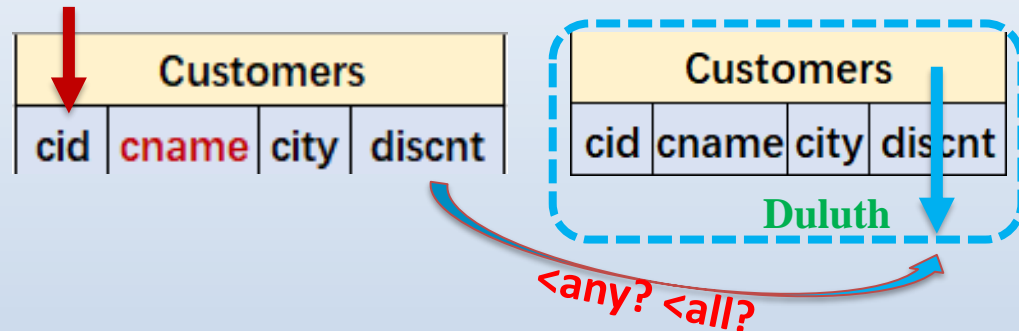 Customers
cid cname city discnt
Customers
cid cname city discnt
Duluth
<any? <all?